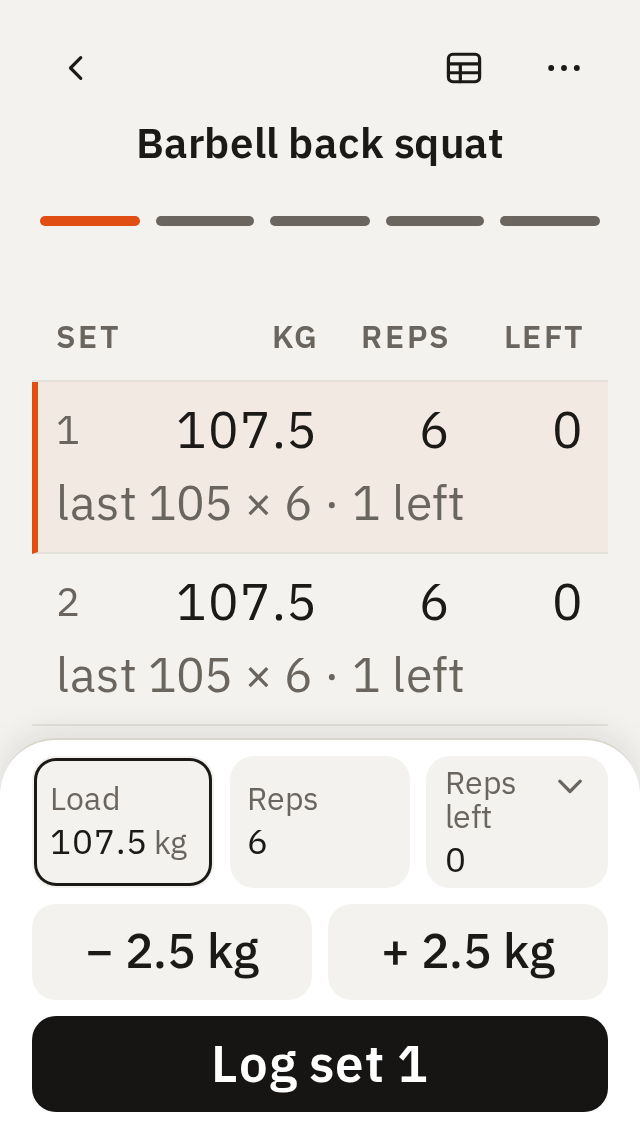 Barbell back squat
SET KG REPS LEFT
1 107.5 6 0
last 105 × 6 · 1 left
2 107.5 6 0
last 105 × 6 · 1 left
Load
107.5 kg
Reps
6
Reps
left
0
− 2.5 kg
+ 2.5 kg
Log set 1